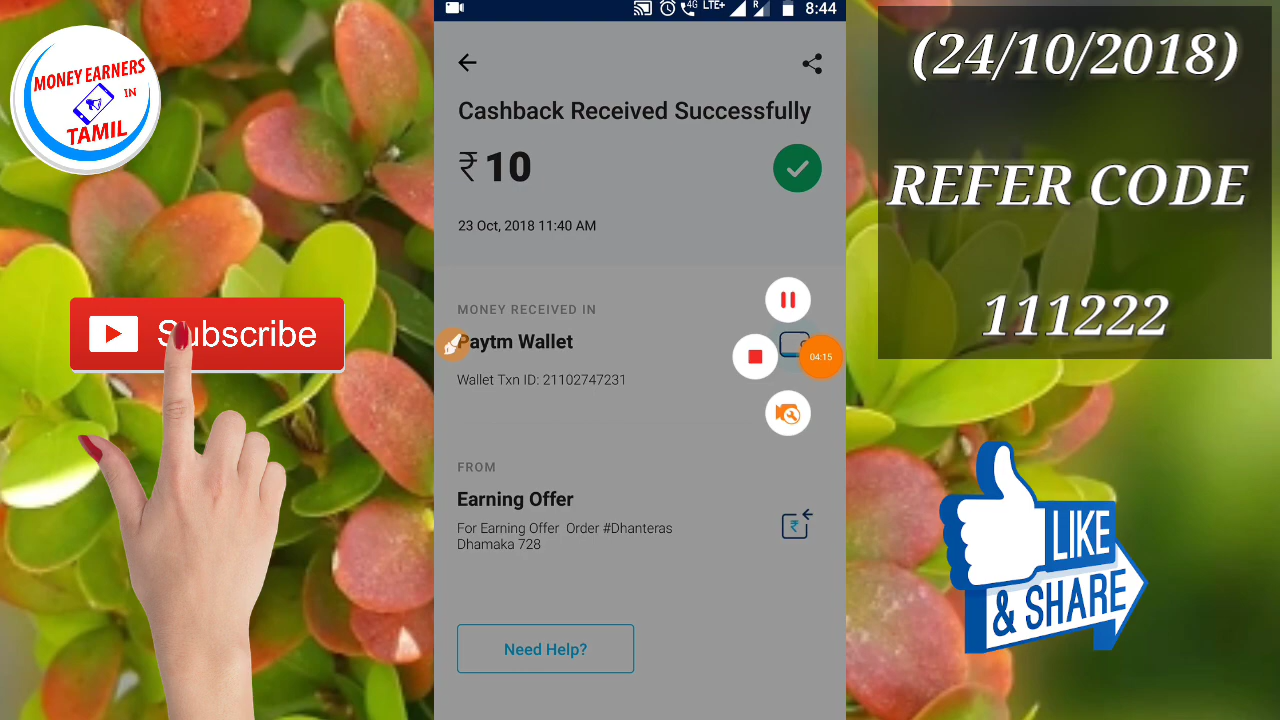 MONEY EARNERS
IN
TAMIL
Subscribe
4G LTE+ R 8:44
Cashback Received Successfully
₹ 10
23 Oct, 2018 11:40 AM
MONEY RECEIVED IN
Paytm Wallet
Wallet Txn ID: 21102747231
04:15
FROM
Earning Offer
For Earning Offer Order #Dhanteras
Dhamaka 728
₹
Need Help?
(24/10/2018)
REFER CODE
111222
LIKE
& SHARE